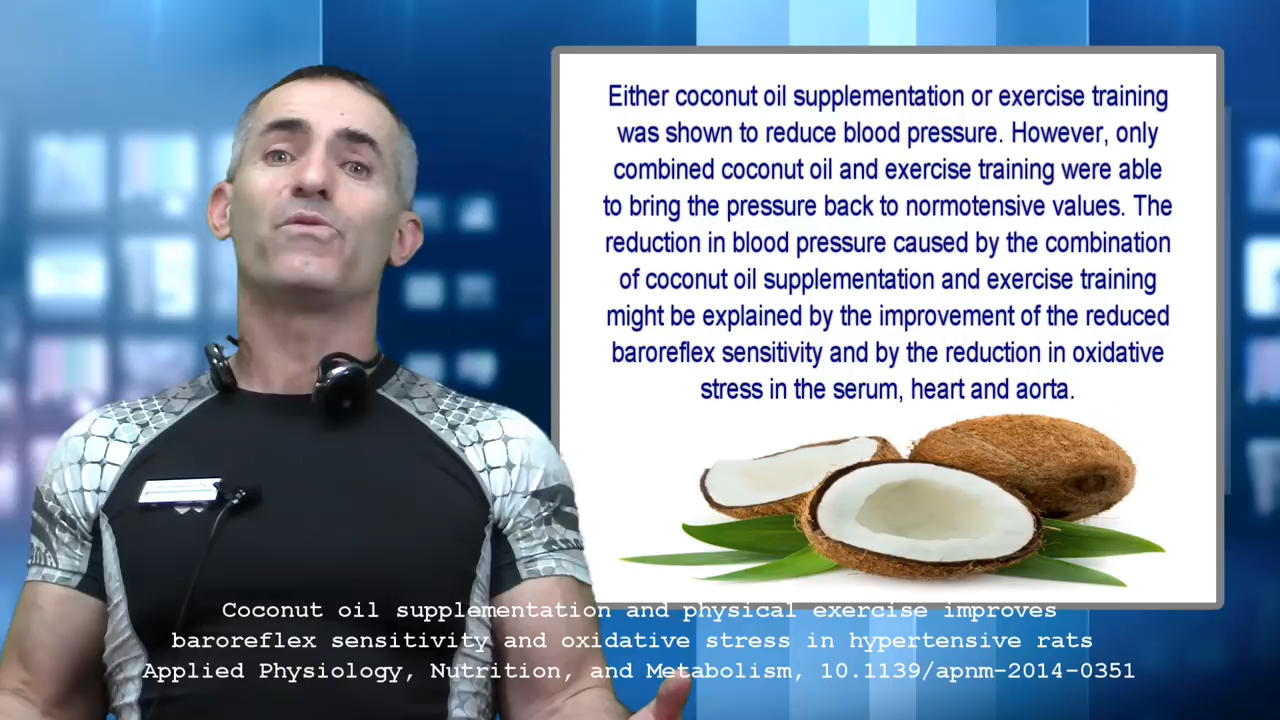 Either coconut oil supplementation or exercise training
was shown to reduce blood pressure. However, only
combined coconut oil and exercise training were able
to bring the pressure back to normotensive values. The
reduction in blood pressure caused by the combination
of coconut oil supplementation and exercise training
might be explained by the improvement of the reduced
baroreflex sensitivity and by the reduction in oxidative
stress in the serum, heart and aorta.
Coconut oil supplementation and physical exercise improves
baroreflex sensitivity and oxidative stress in hypertensive rats
Applied Physiology, Nutrition, and Metabolism, 10.1139/apnm-2014-0351